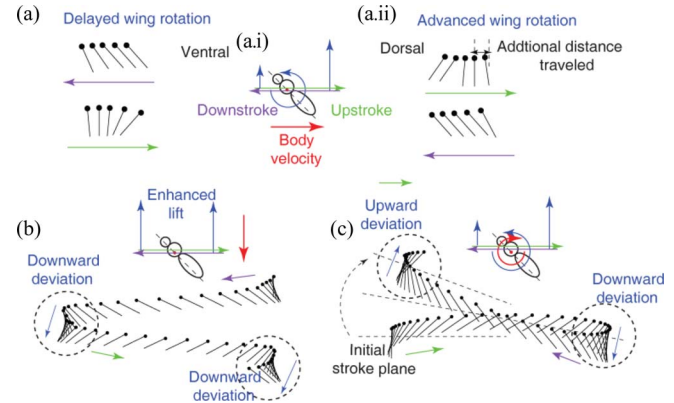 (a)
Delayed wing rotation
Ventral
(a.i)
Downstroke
Upstroke
Body
velocity
(a.ii)
Advanced wing rotation
Dorsal
Addtional distance
traveled
(b)
Enhanced
lift
Downward
deviation
Downward
deviation
(c)
Upward
deviation
Downward
deviation
Initial
stroke plane